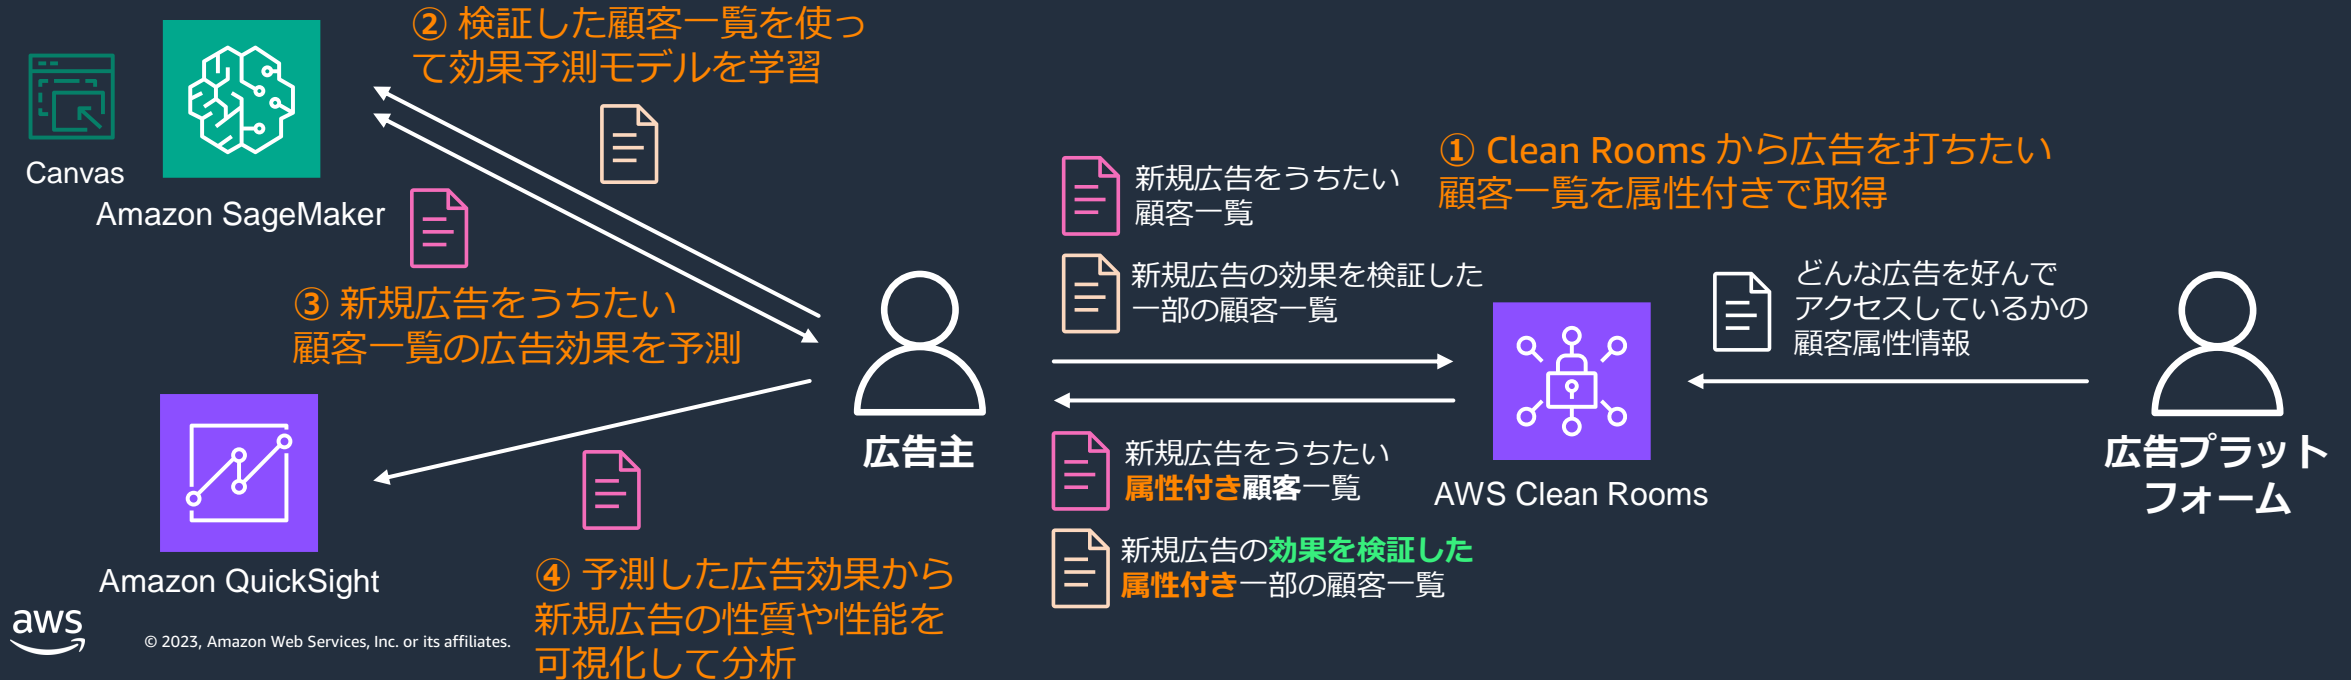 ② 検証した顧客一覧を使っ
て効果予測モデルを学習
Canvas
Amazon SageMaker
③ 新規広告をうちたい
顧客一覧の広告効果を予測
Amazon QuickSight
④ 予測した広告効果から
新規広告の性質や性能を
可視化して分析
広告主
新規広告をうちたい
顧客一覧
新規広告の効果を検証した
一部の顧客一覧
① Clean Rooms から広告を打ちたい
顧客一覧を属性付きで取得
新規広告をうちたい
属性付き顧客一覧
新規広告の効果を検証した
属性付き一部の顧客一覧
AWS Clean Rooms
どんな広告を好んで
アクセスしているかの
顧客属性情報
広告プラット
フォーム
aws
© 2023, Amazon Web Services, Inc. or its affiliates.